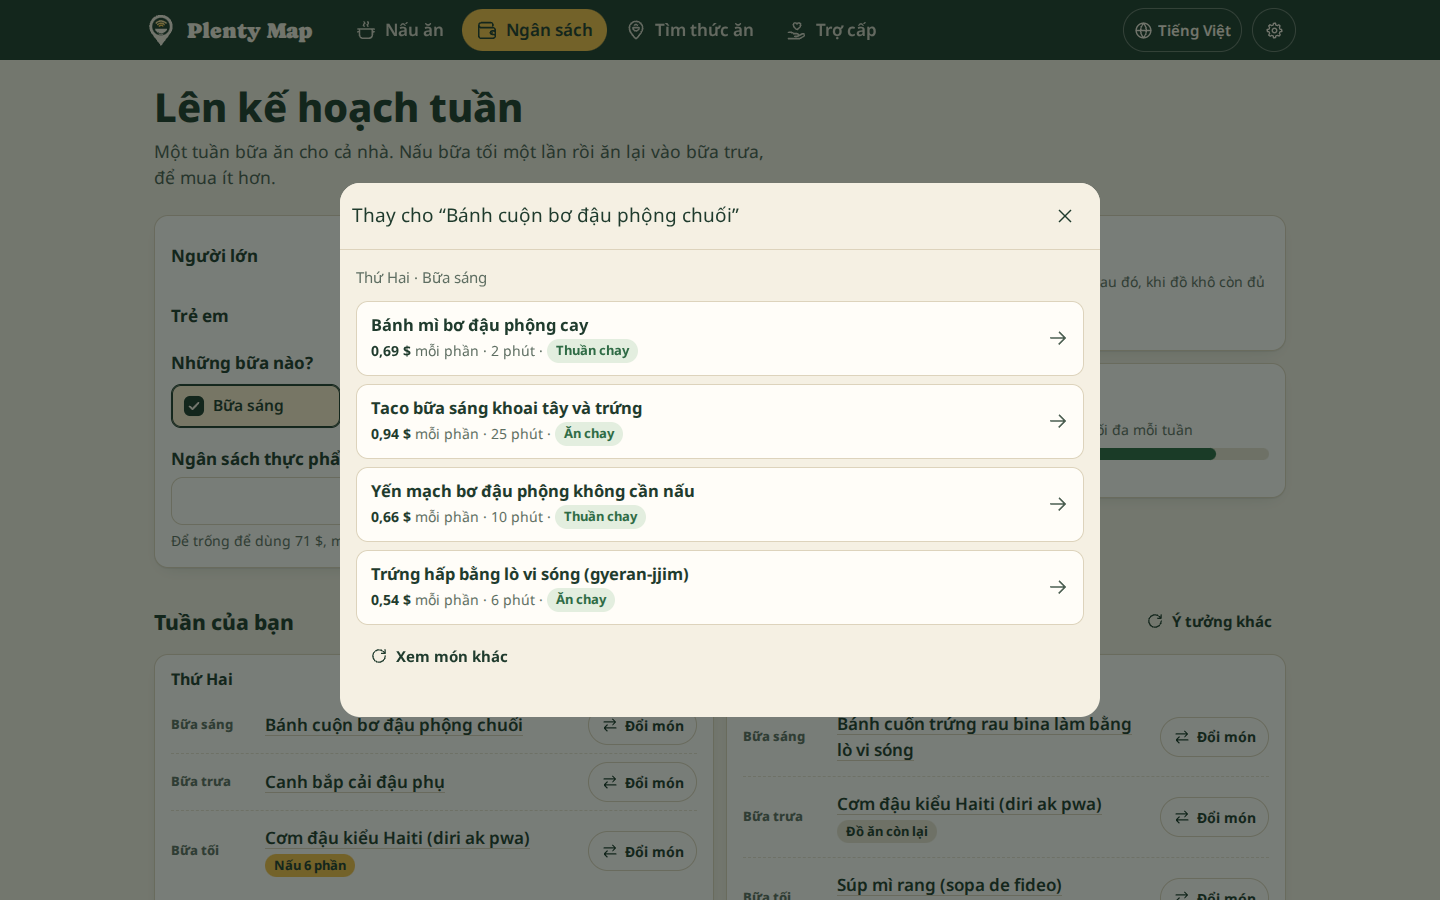 Plenty Map
Nấu ăn
Ngân sách
Tìm thức ăn
Trợ cấp
Tiếng Việt
Lên kế hoạch tuần
Một tuần bữa ăn cho cả nhà. Nấu bữa tối một lần rồi ăn lại vào bữa trưa,
để mua ít hơn.
Người lớn
Trẻ em
Những bữa nào?
Bữa sáng
Ngân sách thực phẩ
Để trống để dùng 71 $, m
au đó, khi đồ khô còn đủ
ối đa mỗi tuần
Thay cho “Bánh cuộn bơ đậu phộng chuối”
Thứ Hai · Bữa sáng
Bánh mì bơ đậu phộng cay
0,69 $ mỗi phần · 2 phút · Thuần chay
Taco bữa sáng khoai tây và trứng
0,94 $ mỗi phần · 25 phút · Ăn chay
Yến mạch bơ đậu phộng không cần nấu
0,66 $ mỗi phần · 10 phút · Thuần chay
Trứng hấp bằng lò vi sóng (gyeran-jjim)
0,54 $ mỗi phần · 6 phút · Ăn chay
Xem món khác
Tuần của bạn
Ý tưởng khác
Thứ Hai
Bữa sáng
Bánh cuộn bơ đậu phộng chuối
Đổi món
Bữa trưa
Canh bắp cải đậu phụ
Đổi món
Bữa tối
Cơm đậu kiểu Haiti (diri ak pwa)
Nấu 6 phần
Đổi món
Bữa sáng
Bánh cuốn trứng rau bina làm bằng
lò vi sóng
Đổi món
Bữa trưa
Cơm đậu kiểu Haiti (diri ak pwa)
Đồ ăn còn lại
Đổi món
Bữa tối
Súp mì rang (sopa de fideo)
Đổi món